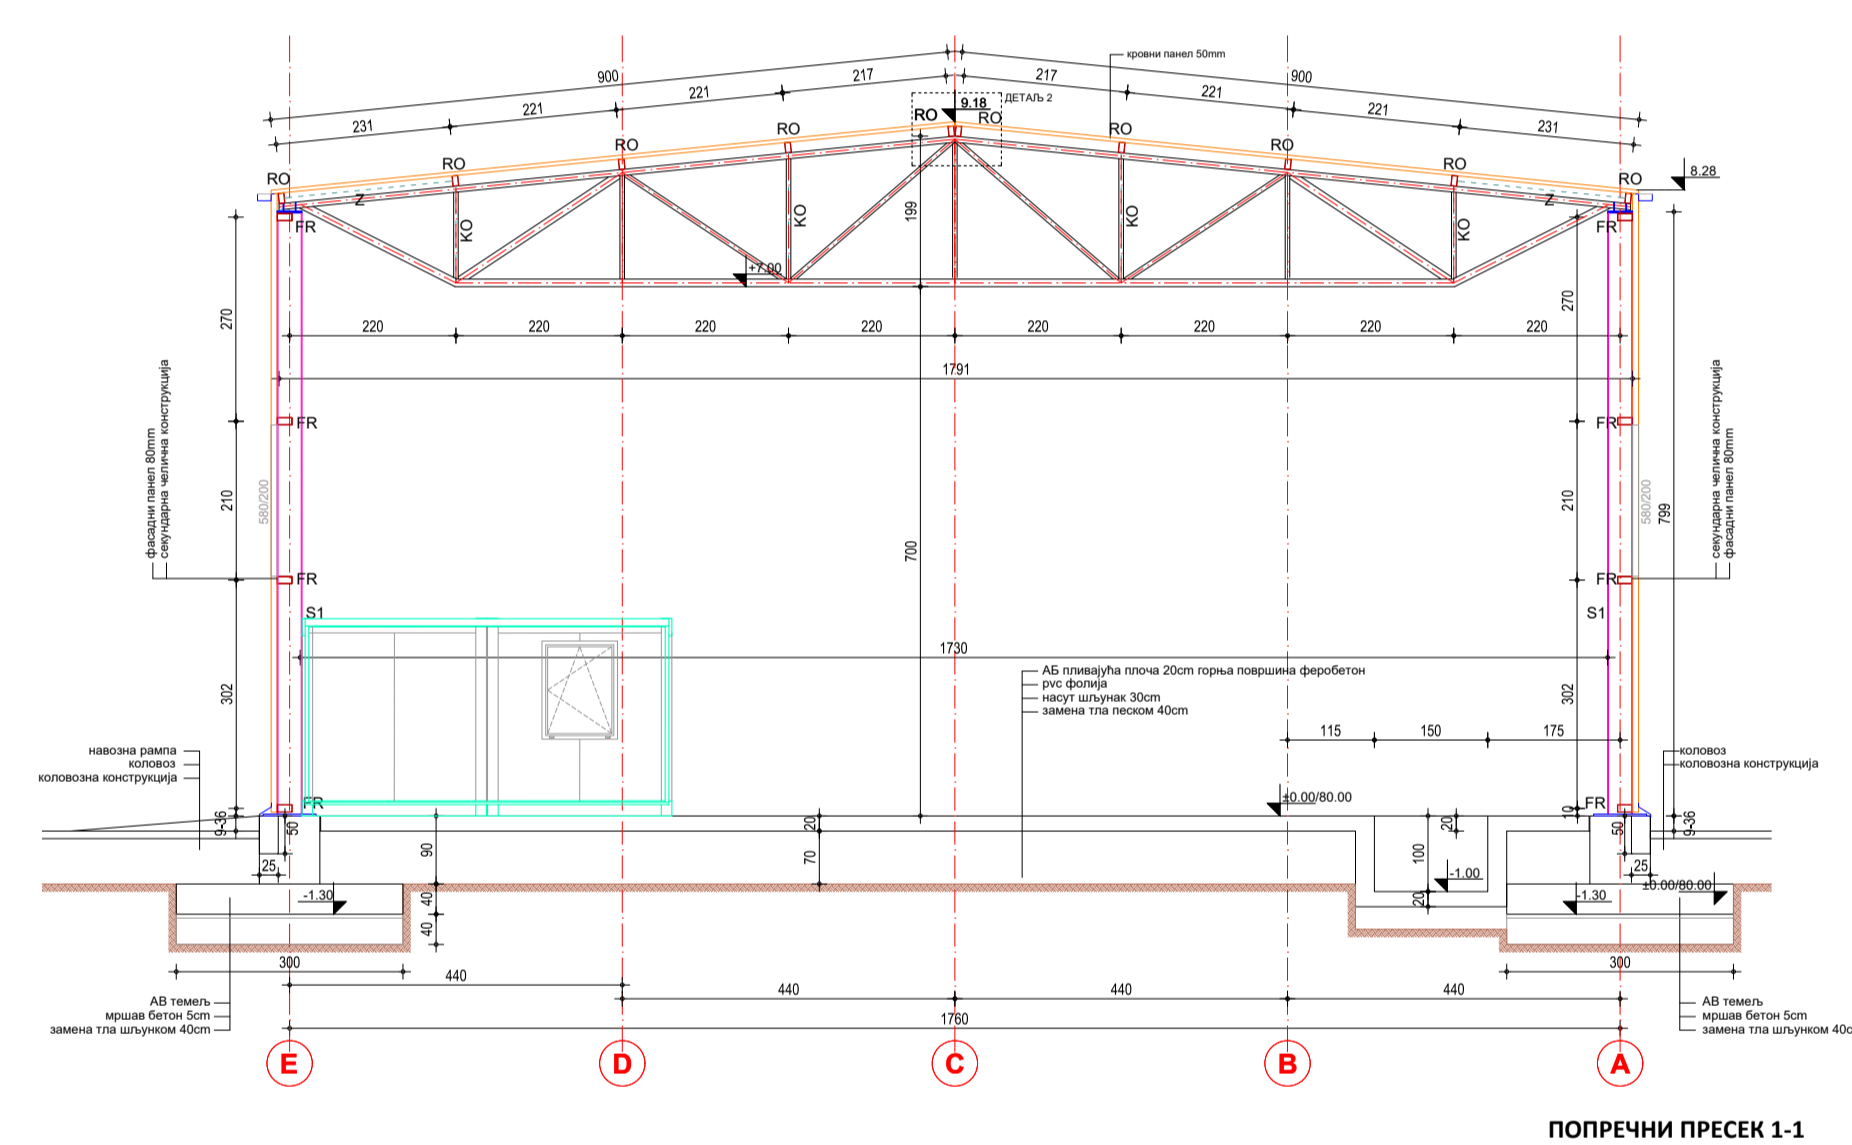 кровни панел 50mm
900
900
217
217
221
221
221
221
231
231
ДЕТАЉ 2
9.18
RO
RO
RO
RO
RO
RO
RO
RO
RO
RO
8.28
Z
Z
FR
FR
KO
KO
KO
KO
199
+7.00
270
270
220
220
220
220
220
220
220
220
1791
FR
FR
фасадни панел 80mm
секундарна челична конструкција
секундарна челична конструкција
фасадни панел 80mm
210
580/200
700
210
580/200
799
FR
FR
S1
S1
1730
АБ пливајућа плоча 20cm горња површина феробетон
pvc фолија
насут шљунак 30cm
замена тла песком 40cm
302
302
115
150
175
навозна рампа
коловоз
коловозна конструкција
коловоз
коловозна конструкција
±0.00/80.00
FR
FR
9-36
50
25
90
20
70
20
100
10
50
9-36
25
-1.00
20
±0.00/80.00
-1.30
-1.30
40
40
300
300
440
440
440
440
1760
АВ темељ
мршав бетон 5cm
замена тла шљунком 40cm
АВ темељ
мршав бетон 5cm
замена тла шљунком 40c
E
D
C
B
A
ПОПРЕЧНИ ПРЕСЕК 1-1